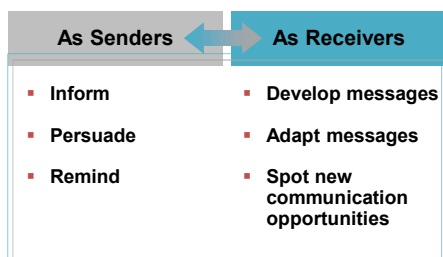 As Senders
As Receivers
Inform
Persuade
Remind
Develop messages
Adapt messages
Spot new
communication
opportunities